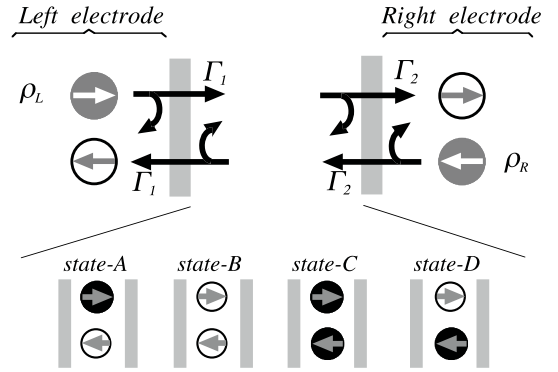 Left electrode
Right electrode
ρL
Γ1
Γ2
Γ1
Γ2
ρR
state-A
state-B
state-C
state-D